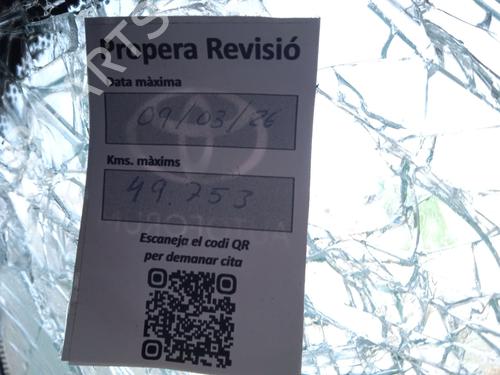 Propera Revisió
Data màxima
09/03/26
Kms. màxims
49.753
Escaneja el codi QR
per demanar cita